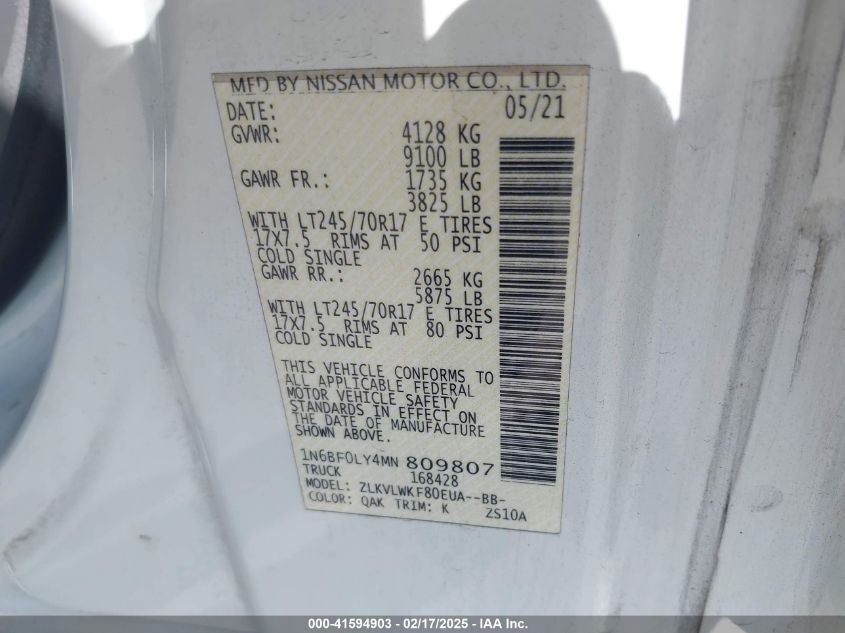 MFD BY NISSAN MOTOR CO., LTD.
DATE: 05/21
GVWR: 4128 KG
9100 LB
GAWR FR.: 1735 KG
3825 LB
WITH LT245/70R17 E TIRES
17X7.5 RIMS AT 50 PSI
COLD SINGLE
GAWR RR.: 2665 KG
5875 LB
WITH LT245/70R17 E TIRES
17X7.5 RIMS AT 80 PSI
COLD SINGLE
THIS VEHICLE CONFORMS TO
ALL APPLICABLE FEDERAL
MOTOR VEHICLE SAFETY
STANDARDS IN EFFECT ON
THE DATE OF MANUFACTURE
SHOWN ABOVE.
1N6BF0LY4MN 809807
TRUCK 168428
MODEL: ZLKVLWKF80EUA--BB-
COLOR: QAK TRIM: K ZS10A
000-41594903 - 02/17/2025 - IAA Inc.